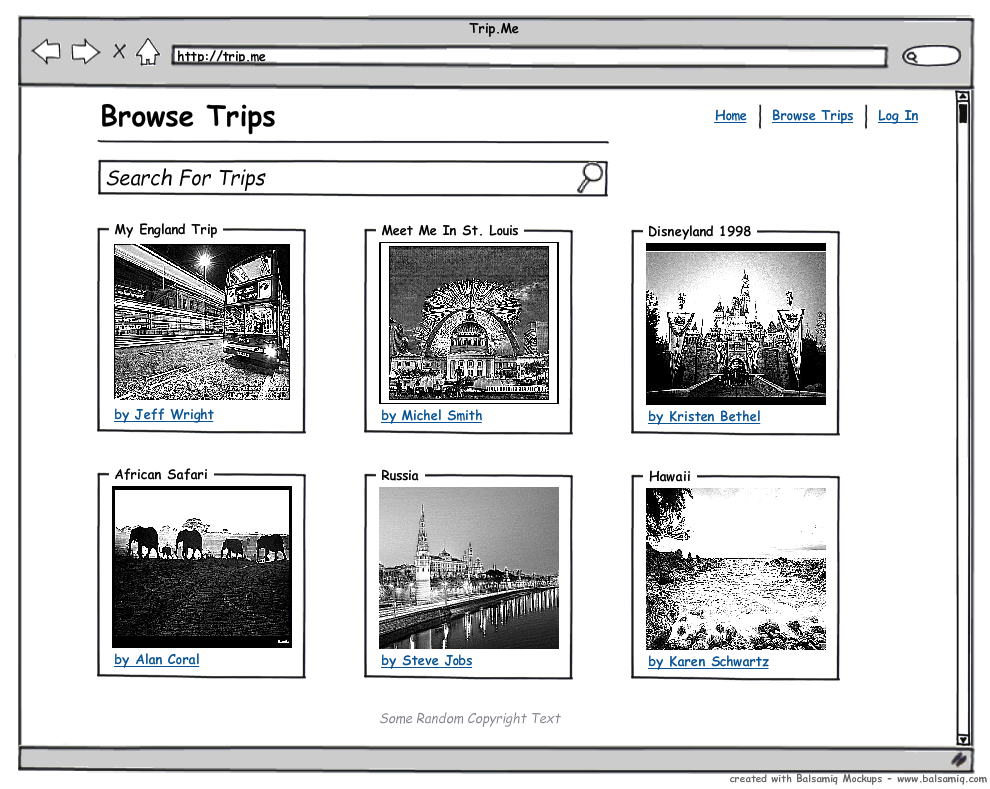 Trip.Me
http://trip.me
Browse Trips
Home
Browse Trips
Log In
Search For Trips
My England Trip
Meet Me In St. Louis
Disneyland 1998
by Jeff Wright
by Michel Smith
by Kristen Bethel
African Safari
Russia
Hawaii
by Alan Coral
by Steve Jobs
by Karen Schwartz
Some Random Copyright Text
created with Balsamiq Mockups - www.balsamiq.com